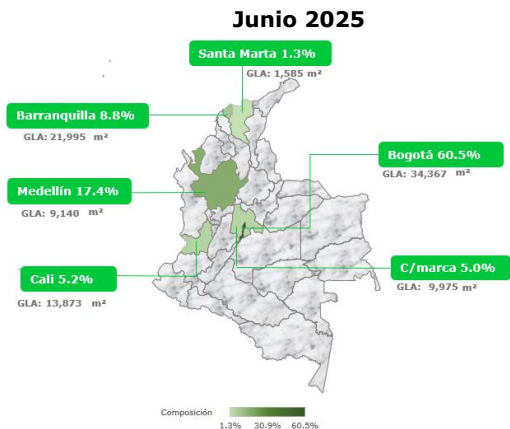 Junio 2025
Santa Marta 1.3%
GLA: 1,585 m²
Barranquilla 8.8%
GLA: 21,995 m²
Bogotá 60.5%
GLA: 34,367 m²
Medellín 17.4%
GLA: 9,140 m²
C/marca 5.0%
GLA: 9,975 m²
Cali 5.2%
GLA: 13,873 m²
Composición
1.3% 30.9% 60.5%